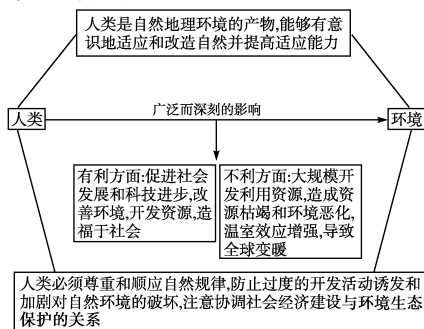 人类是自然地理环境的产物,能够有意
识地适应和改造自然并提高适应能力
广泛而深刻的影响
人类
环境
有利方面:促进社会
发展和科技进步,改
善环境,开发资源,造
福于社会
不利方面:大规模开
发利用资源,造成资
源枯竭和环境恶化,
温室效应增强,导致
全球变暖
人类必须尊重和顺应自然规律,防止过度的开发活动诱发和
加剧对自然环境的破坏,注意协调社会经济建设与环境生态
保护的关系